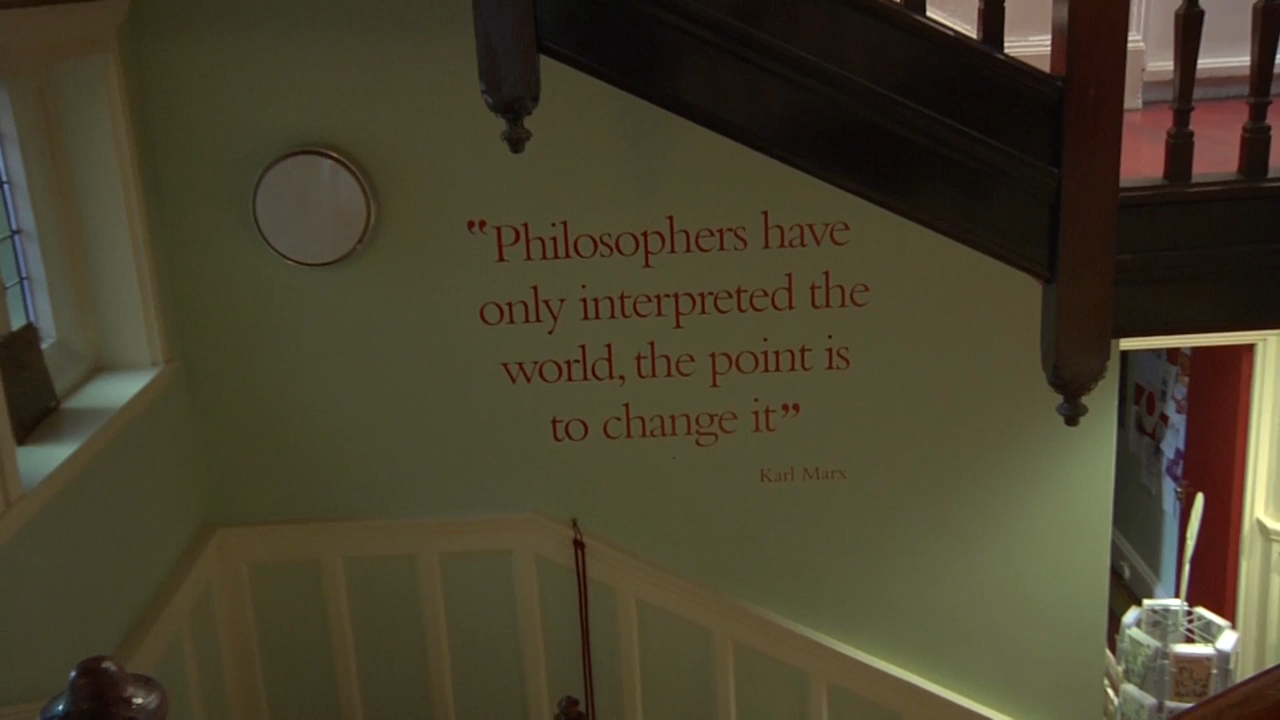 “Philosophers have
only interpreted the
world, the point is
to change it”
Karl Marx